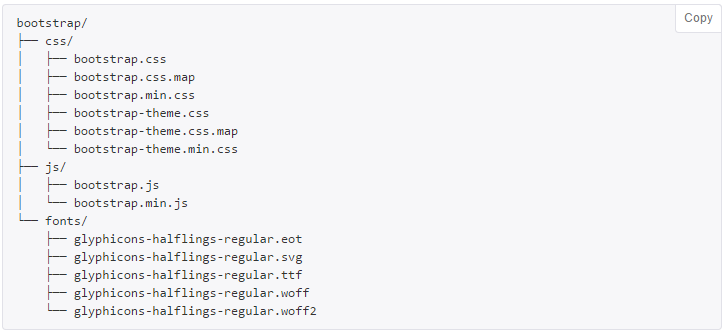 Copy
bootstrap/
├── css/
│   ├── bootstrap.css
│   ├── bootstrap.css.map
│   ├── bootstrap.min.css
│   ├── bootstrap-theme.css
│   ├── bootstrap-theme.css.map
│   └── bootstrap-theme.min.css
├── js/
│   ├── bootstrap.js
│   └── bootstrap.min.js
└── fonts/
    ├── glyphicons-halflings-regular.eot
    ├── glyphicons-halflings-regular.svg
    ├── glyphicons-halflings-regular.ttf
    ├── glyphicons-halflings-regular.woff
    └── glyphicons-halflings-regular.woff2